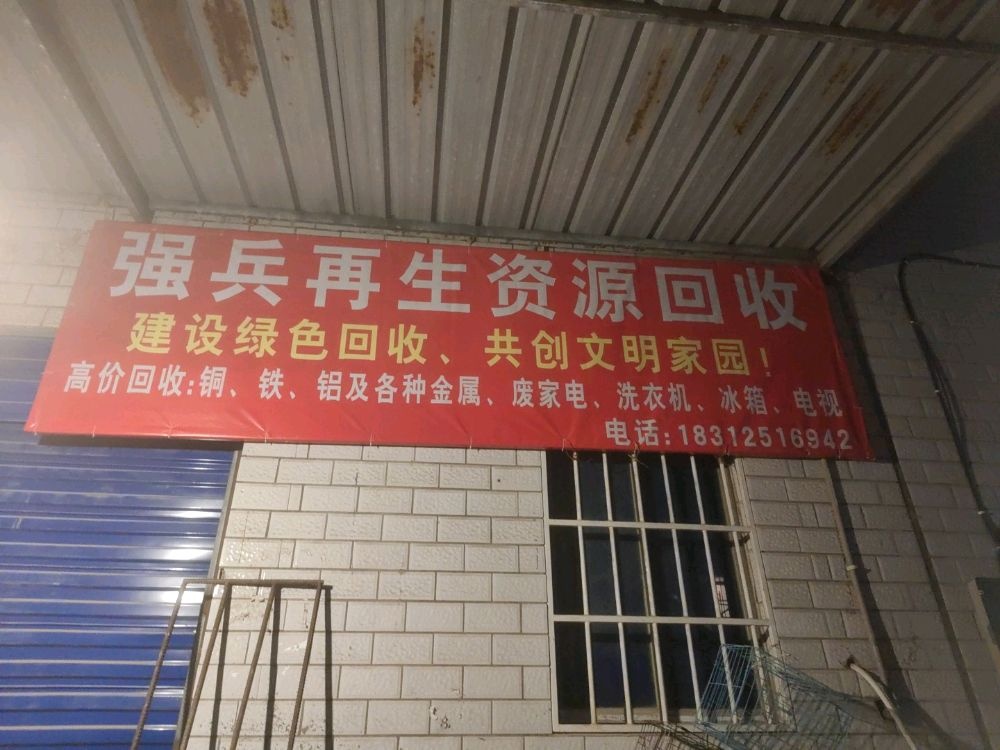 强兵再生资源回收
建设绿色回收、共创文明家园！
高价回收:铜、铁、铝及各种金属、废家电、洗衣机、冰箱、电视
电话:18312516942